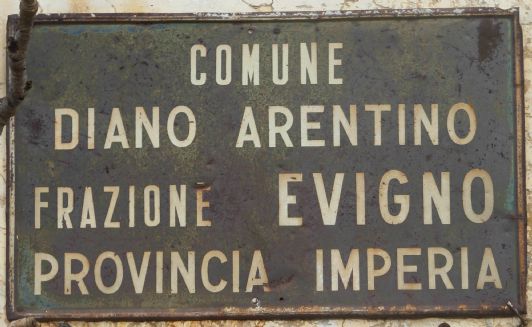 COMUNE
DIANO ARENTINO
FRAZIONE EVIGNO
PROVINCIA IMPERIA